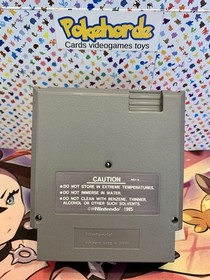 Pokehorde
Cards videogames toys
CAUTION
•DO NOT STORE IN EXTREME TEMPERATURES.
•DO NOT IMMERSE IN WATER.
•DO NOT CLEAN WITH BENZENE, THINNER,
ALCOHOL OR OTHER SUCH SOLVENTS.
©Nintendo 1985